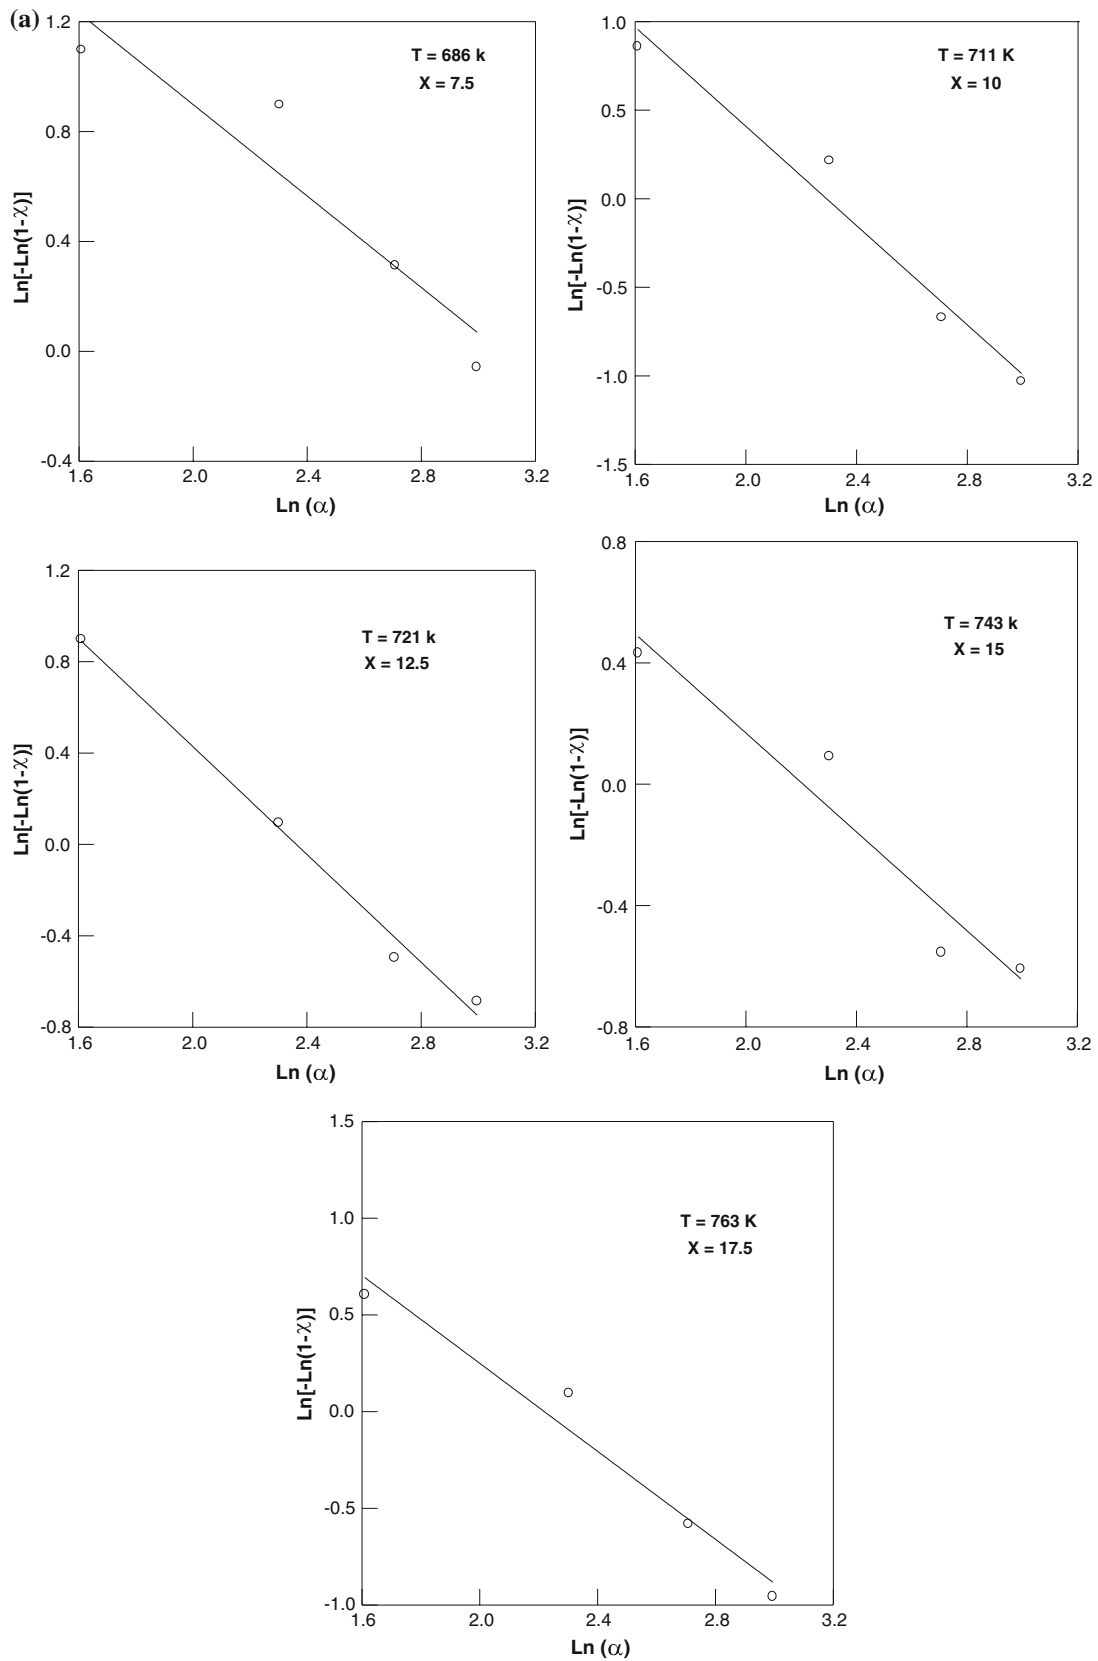 (a)
1.2
0.8
0.4
0.0
-0.4
1.6 2.0 2.4 2.8 3.2
Ln (α)
Ln[-Ln(1-χ)]
T = 686 k
X = 7.5
1.0
0.5
0.0
-0.5
-1.0
-1.5
1.6 2.0 2.4 2.8 3.2
Ln (α)
Ln[-Ln(1-χ)]
T = 711 K
X = 10
1.2
0.8
0.4
0.0
-0.4
-0.8
1.6 2.0 2.4 2.8 3.2
Ln (α)
Ln[-Ln(1-χ)]
T = 721 k
X = 12.5
0.8
0.4
0.0
-0.4
-0.8
1.6 2.0 2.4 2.8 3.2
Ln (α)
Ln[-Ln(1-χ)]
T = 743 k
X = 15
1.5
1.0
0.5
0.0
-0.5
-1.0
1.6 2.0 2.4 2.8 3.2
Ln (α)
Ln[-Ln(1-χ)]
T = 763 K
X = 17.5